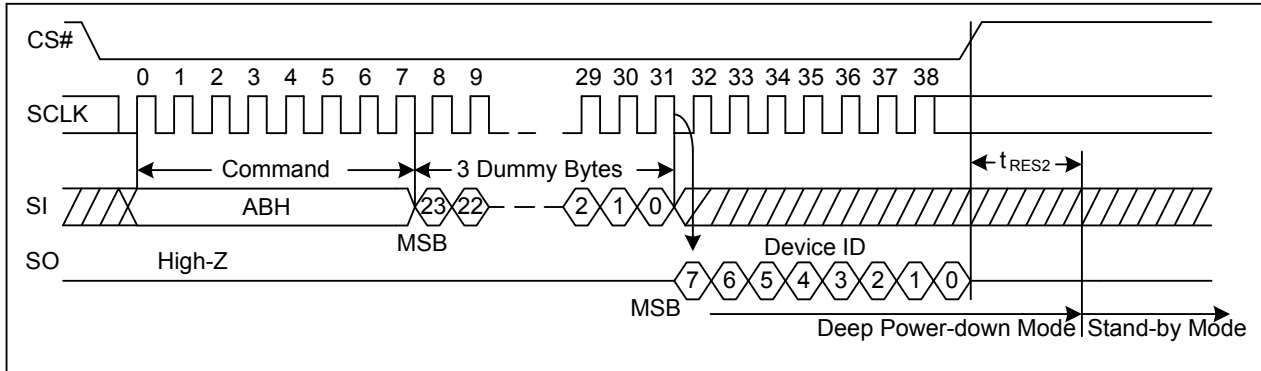 CS#
0 1 2 3 4 5 6 7 8 9 29 30 31 32 33 34 35 36 37 38
SCLK
Command 3 Dummy Bytes tRES2
SI ABH 23 22 2 1 0
MSB Device ID
SO High-Z
7 6 5 4 3 2 1 0
MSB
Deep Power-down Mode Stand-by Mode